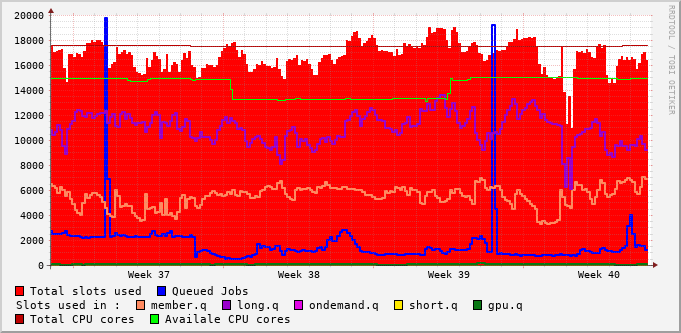 20000
18000
16000
14000
12000
10000
8000
6000
4000
2000
0
Week 37 Week 38 Week 39 Week 40
RRDTOOL / TOBI OETIKER
Total slots used Queued Jobs
Slots used in : member.q long.q ondemand.q short.q gpu.q
Total CPU cores Availale CPU cores